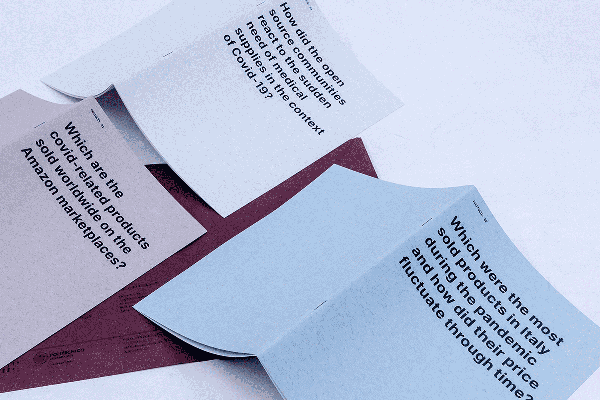 How did the open
source communities
react to the sudden
need of medical
supplies in the context
of Covid-19?
Which are the
covid-related products
sold worldwide on the
Amazon marketplaces?
Which were the most
sold products in Italy
during the pandemic
and how did their price
fluctuate through time?